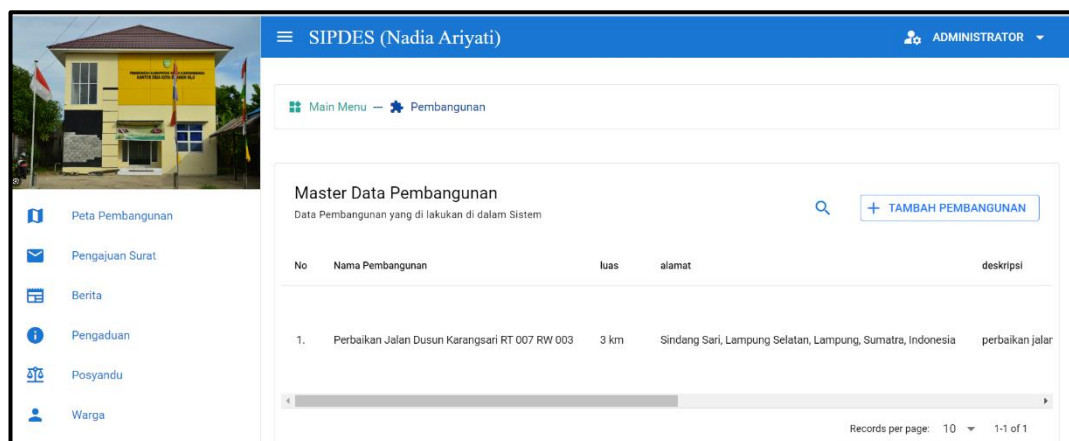 SIPDES (Nadia Ariyati)
ADMINISTRATOR
Main Menu — Pembangunan
Peta Pembangunan
Pengajuan Surat
Berita
Pengaduan
Posyandu
Warga
Master Data Pembangunan
Data Pembangunan yang di lakukan di dalam Sistem
+ TAMBAH PEMBANGUNAN
No Nama Pembangunan luas alamat deskripsi
1. Perbaikan Jalan Dusun Karangsari RT 007 RW 003 3 km Sindang Sari, Lampung Selatan, Lampung, Sumatra, Indonesia perbaikan jalan
Records per page: 10 1-1 of 1